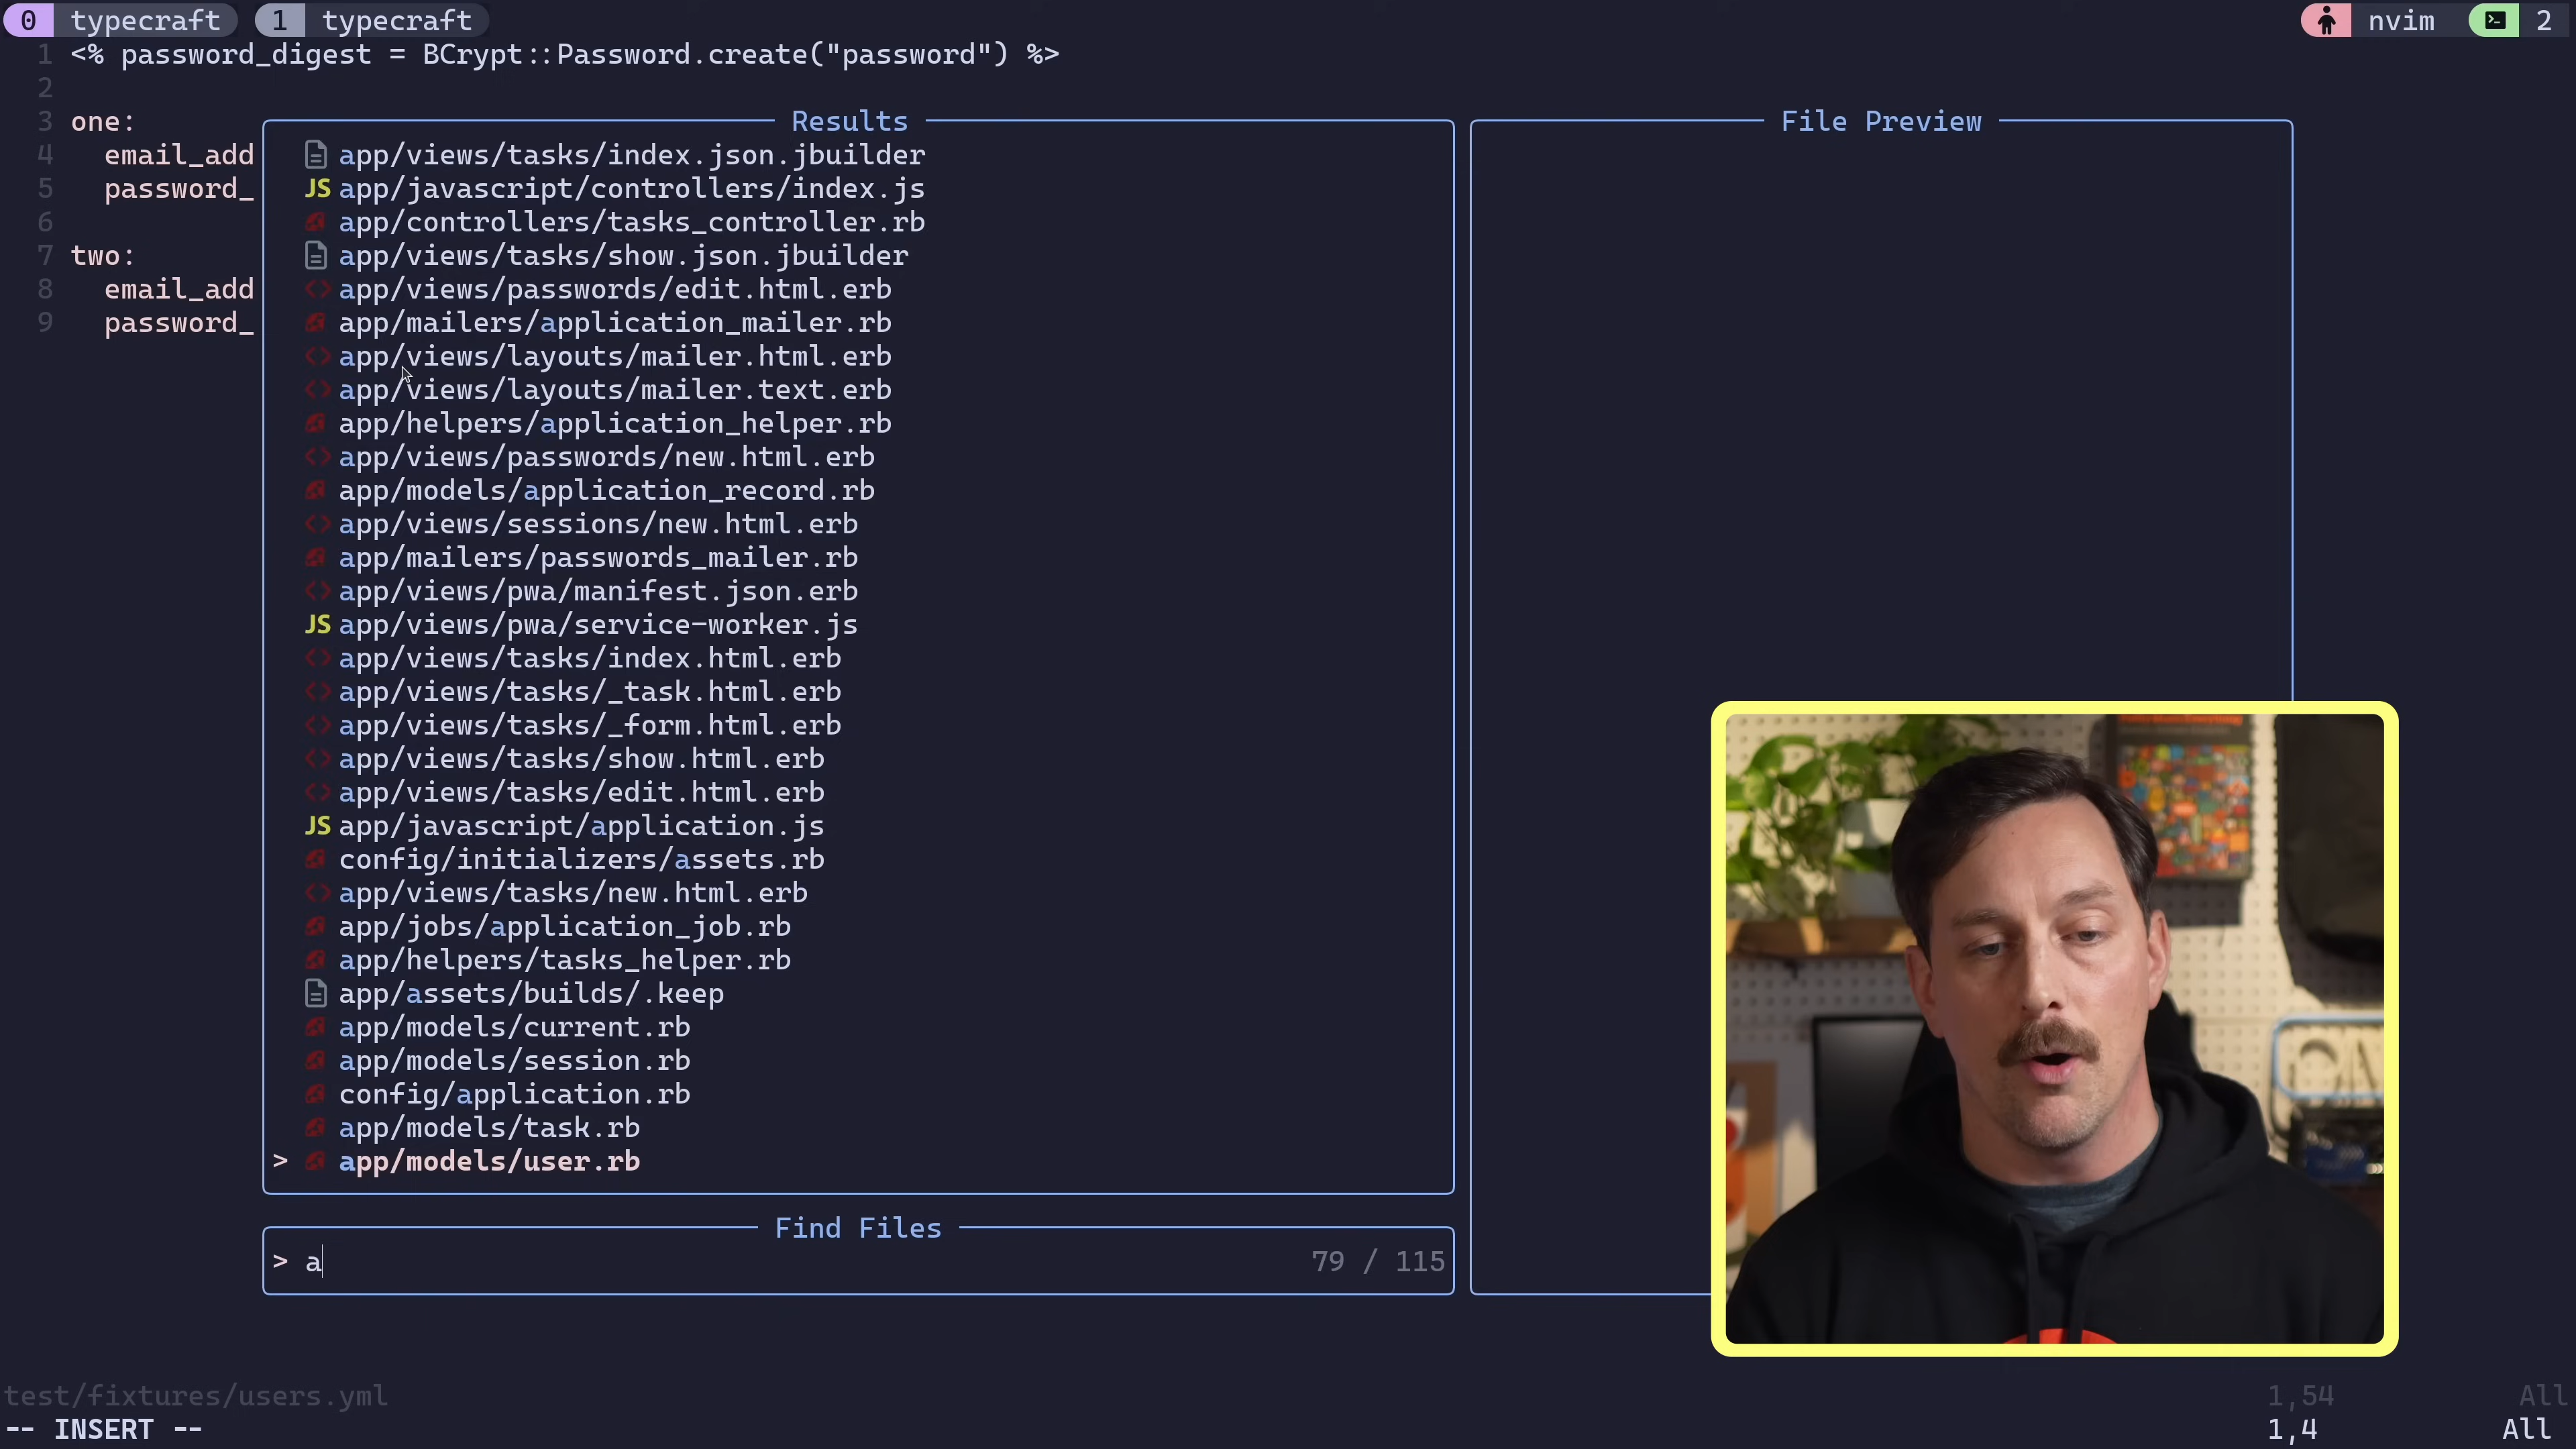 0 typecraft 1 typecraft nvim 2
1 <% password_digest = BCrypt::Password.create("password") %>
2
3 one:
4 email_add
5 password_
6
7 two:
8 email_add
9 password_
Results
app/views/tasks/index.json.jbuilder
JS app/javascript/controllers/index.js
app/controllers/tasks_controller.rb
app/views/tasks/show.json.jbuilder
app/views/passwords/edit.html.erb
app/mailers/application_mailer.rb
app/views/layouts/mailer.html.erb
app/views/layouts/mailer.text.erb
app/helpers/application_helper.rb
app/views/passwords/new.html.erb
app/models/application_record.rb
app/views/sessions/new.html.erb
app/mailers/passwords_mailer.rb
app/views/pwa/manifest.json.erb
JS app/views/pwa/service-worker.js
app/views/tasks/index.html.erb
app/views/tasks/_task.html.erb
app/views/tasks/_form.html.erb
app/views/tasks/show.html.erb
app/views/tasks/edit.html.erb
JS app/javascript/application.js
config/initializers/assets.rb
app/views/tasks/new.html.erb
app/jobs/application_job.rb
app/helpers/tasks_helper.rb
app/assets/builds/.keep
app/models/current.rb
app/models/session.rb
config/application.rb
app/models/task.rb
> app/models/user.rb
Find Files
> a 79 / 115
File Preview
test/fixtures/users.yml 1,54 All
-- INSERT -- 1,4 All